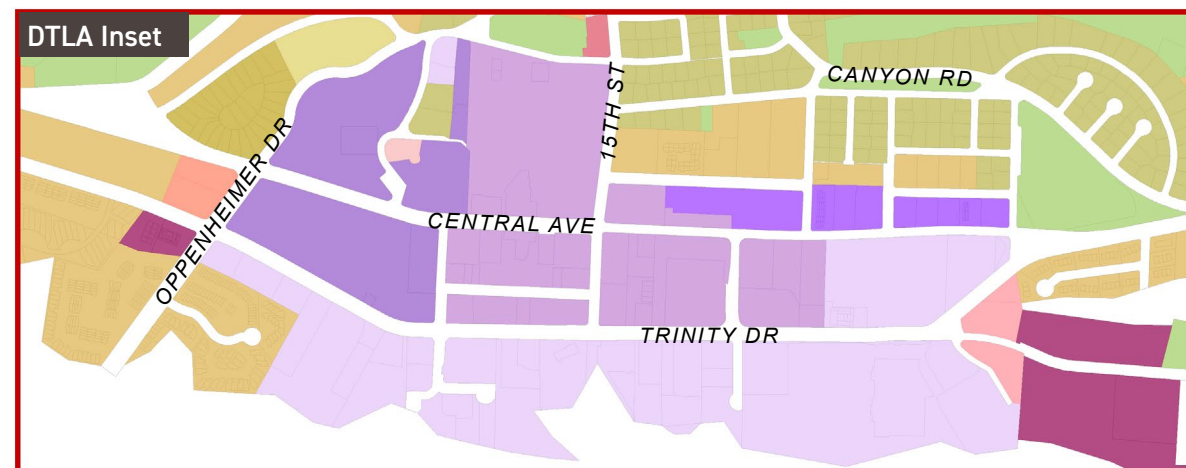 DTLA Inset
15TH ST
CANYON RD
OPPENHEIMER DR
CENTRAL AVE
TRINITY DR